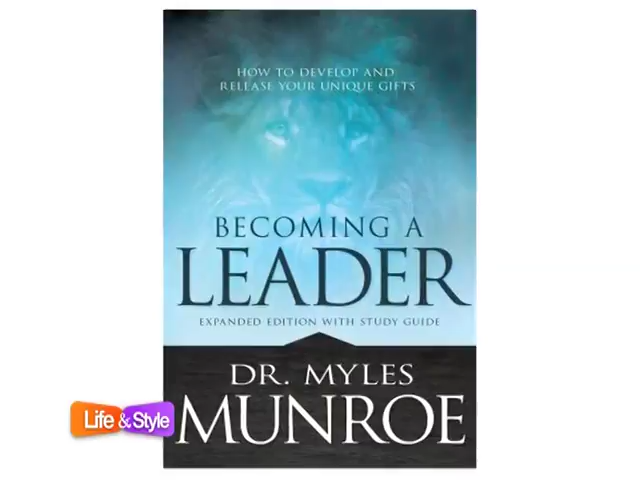 HOW TO DEVELOP AND
RELEASE YOUR UNIQUE GIFTS
BECOMING A
LEADER
EXPANDED EDITION WITH STUDY GUIDE
DR. MYLES
MUNROE
Life & Style